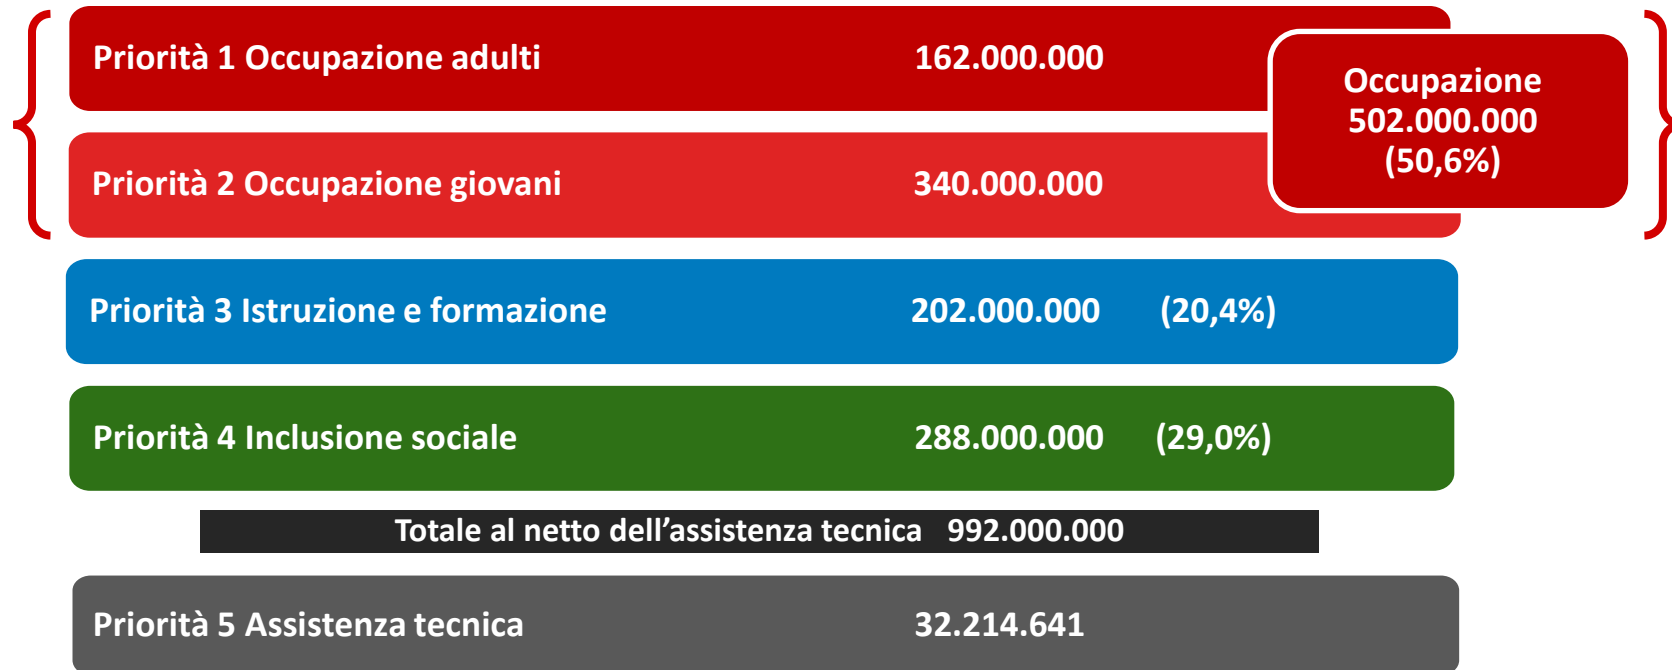 Priorità 1 Occupazione adulti 162.000.000
Occupazione
502.000.000
(50,6%)
Priorità 2 Occupazione giovani 340.000.000
Priorità 3 Istruzione e formazione 202.000.000 (20,4%)
Priorità 4 Inclusione sociale 288.000.000 (29,0%)
Totale al netto dell’assistenza tecnica 992.000.000
Priorità 5 Assistenza tecnica 32.214.641